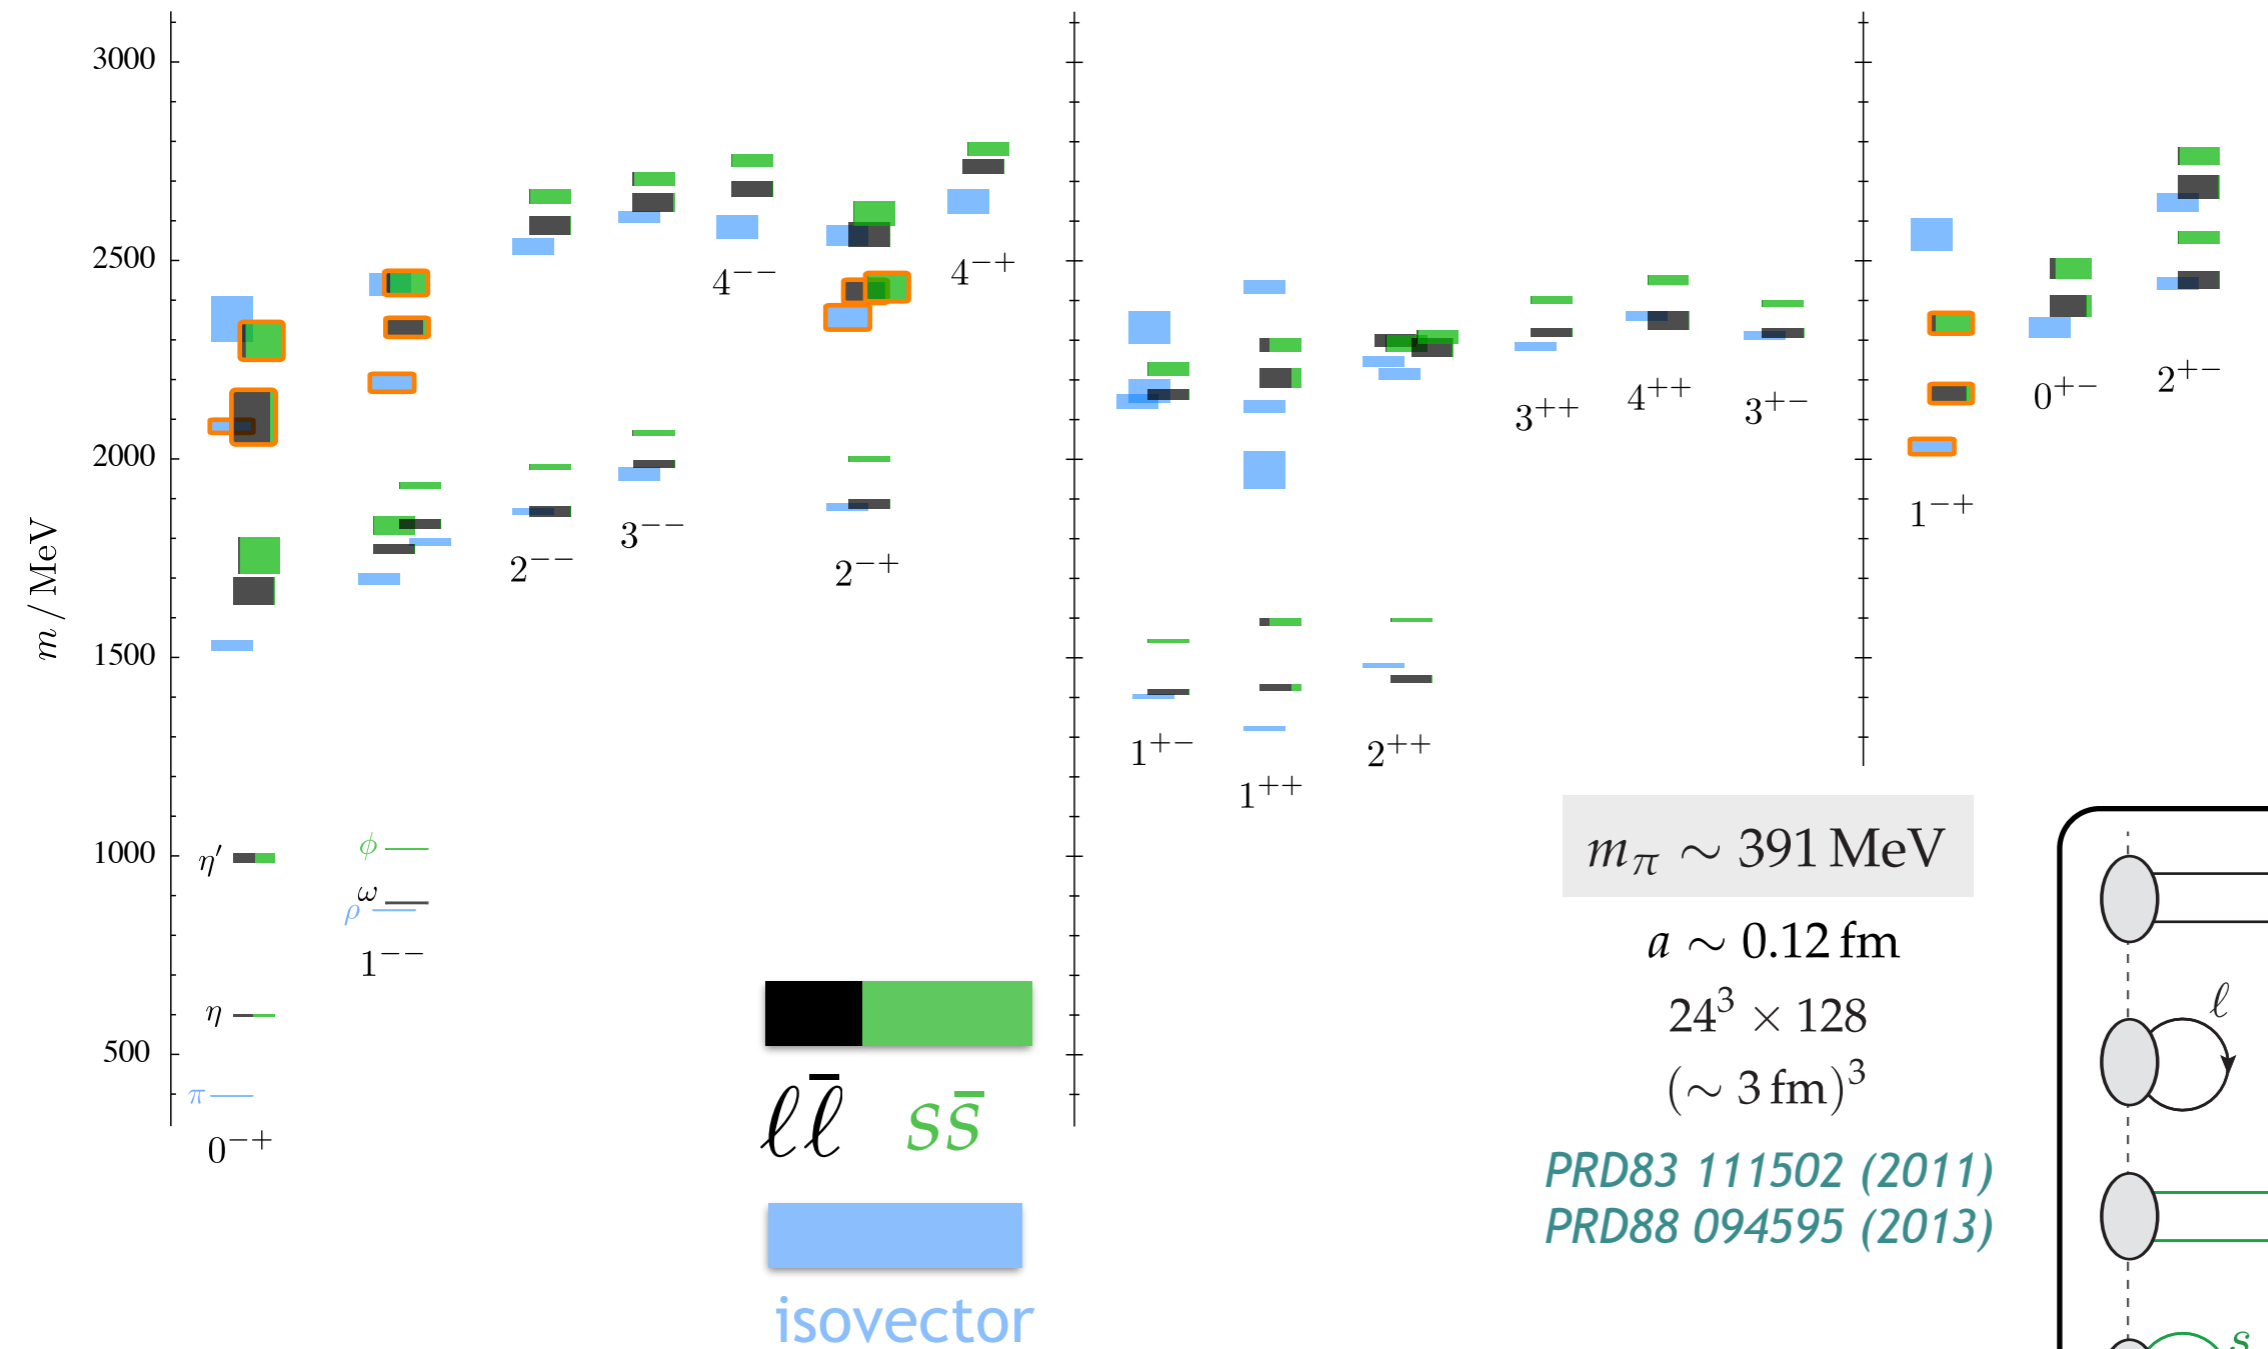 3000
2500
2000
1500
1000
500
m / MeV
4⁻⁻
4⁻⁺
2⁻⁻
3⁻⁻
2⁻⁺
η′
ϕ
ω
ρ
1⁻⁻
η
π
0⁻⁺
1⁺⁻
1⁺⁺
2⁺⁺
3⁺⁺
4⁺⁺
3⁺⁻
1⁻⁺
0⁺⁻
2⁺⁻
ℓℓ̅ ss̅
isovector
m_π ∼ 391 MeV
a ∼ 0.12 fm
24³ × 128
(∼ 3 fm)³
PRD83 111502 (2011)
PRD88 094595 (2013)
ℓ
s